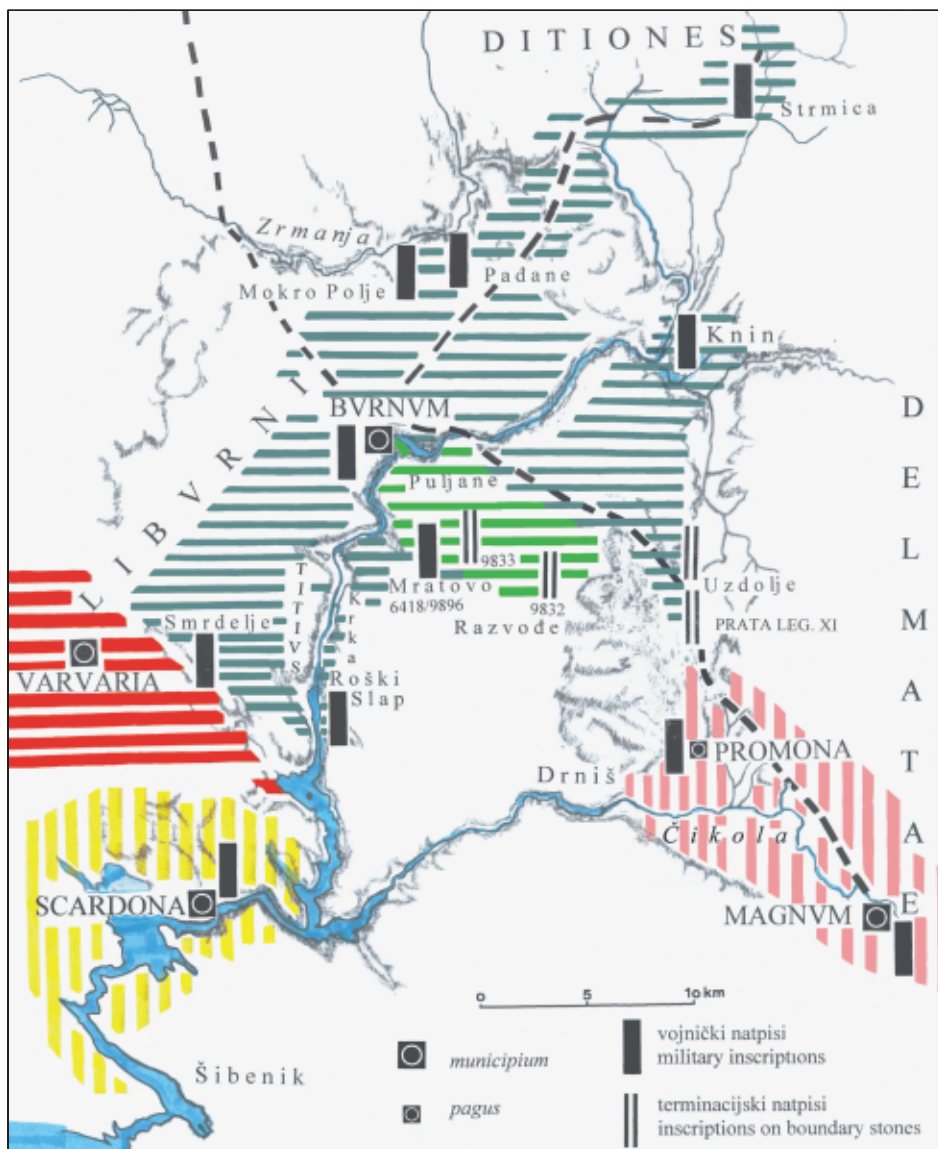 DITIONES
Strmica
Zrmanja
Mokro Polje
Pađane
Knin
LIBVRNI
BVRNVM
DELMATAE
Puljane
TITIVS
Krka
Mratovo
6418/9896
9833
9832
Razvođe
Uzdolje
PRATA LEG. XI
Smrdelje
VARVARIA
Roški
Slap
PROMONA
Drniš
Čikola
SCARDONA
MAGNVM
Šibenik
0 5 10 km
municipium
pagus
vojnički natpisi
military inscriptions
terminacijski natpisi
inscriptions on boundary stones